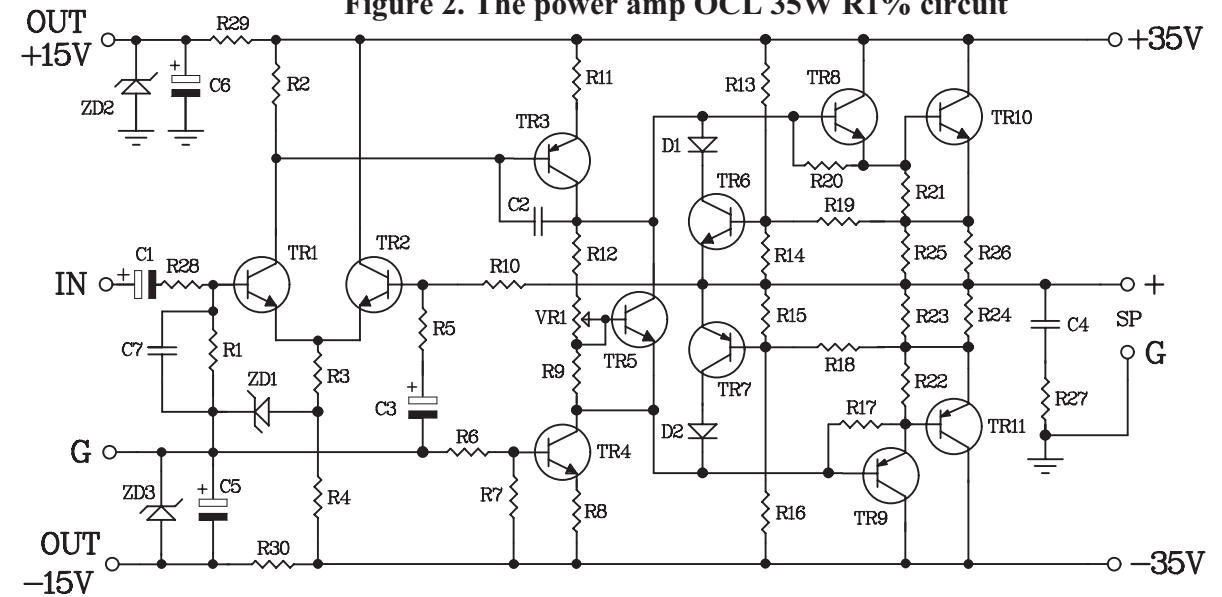 Figure 2. The power amp OCL 35W RI% circuit
OUT
+15V
R29
+35V
ZD2
+
C6
R2
R11
R13
TR8
TR10
TR3
D1
R20
R21
C2
TR6
R19
C1
+
IN
R28
TR1
TR2
R10
R12
R14
R25
R26
+
SP
G
C7
R1
R3
R5
VR1
TR5
R15
R23
R24
C4
ZD1
+
C3
R9
TR7
R18
R22
R27
G
R6
TR4
D2
R17
TR11
ZD3
+
C5
R4
R7
R8
R16
TR9
OUT
−15V
R30
−35V